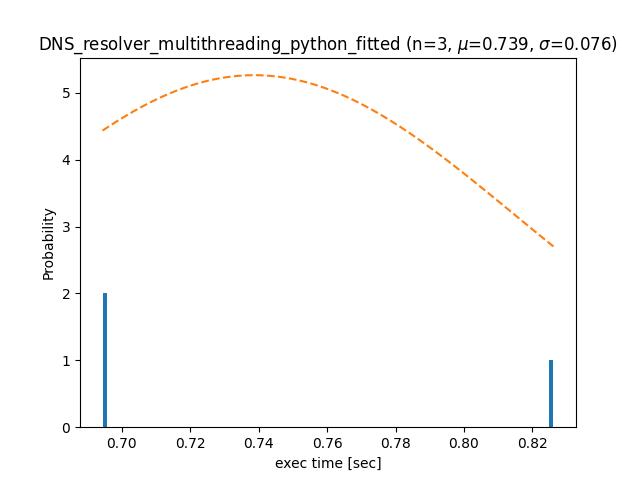 DNS_resolver_multithreading_python_fitted (n=3, μ=0.739, σ=0.076)
5
4
3
2
1
0
Probability
0.70 0.72 0.74 0.76 0.78 0.80 0.82
exec time [sec]